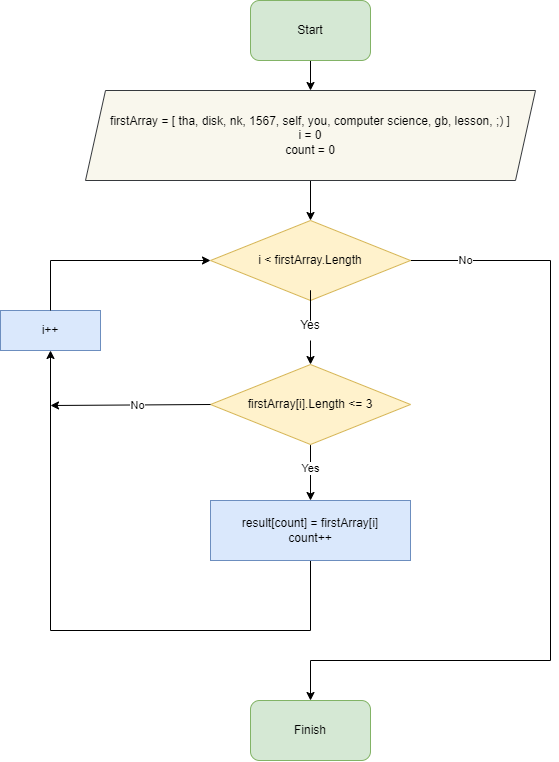 Start
firstArray = [ tha, disk, nk, 1567, self, you, computer science, gb, lesson, ;) ]
i = 0
count = 0
i < firstArray.Length
No
Yes
i++
firstArray[i].Length <= 3
No
Yes
result[count] = firstArray[i]
count++
Finish